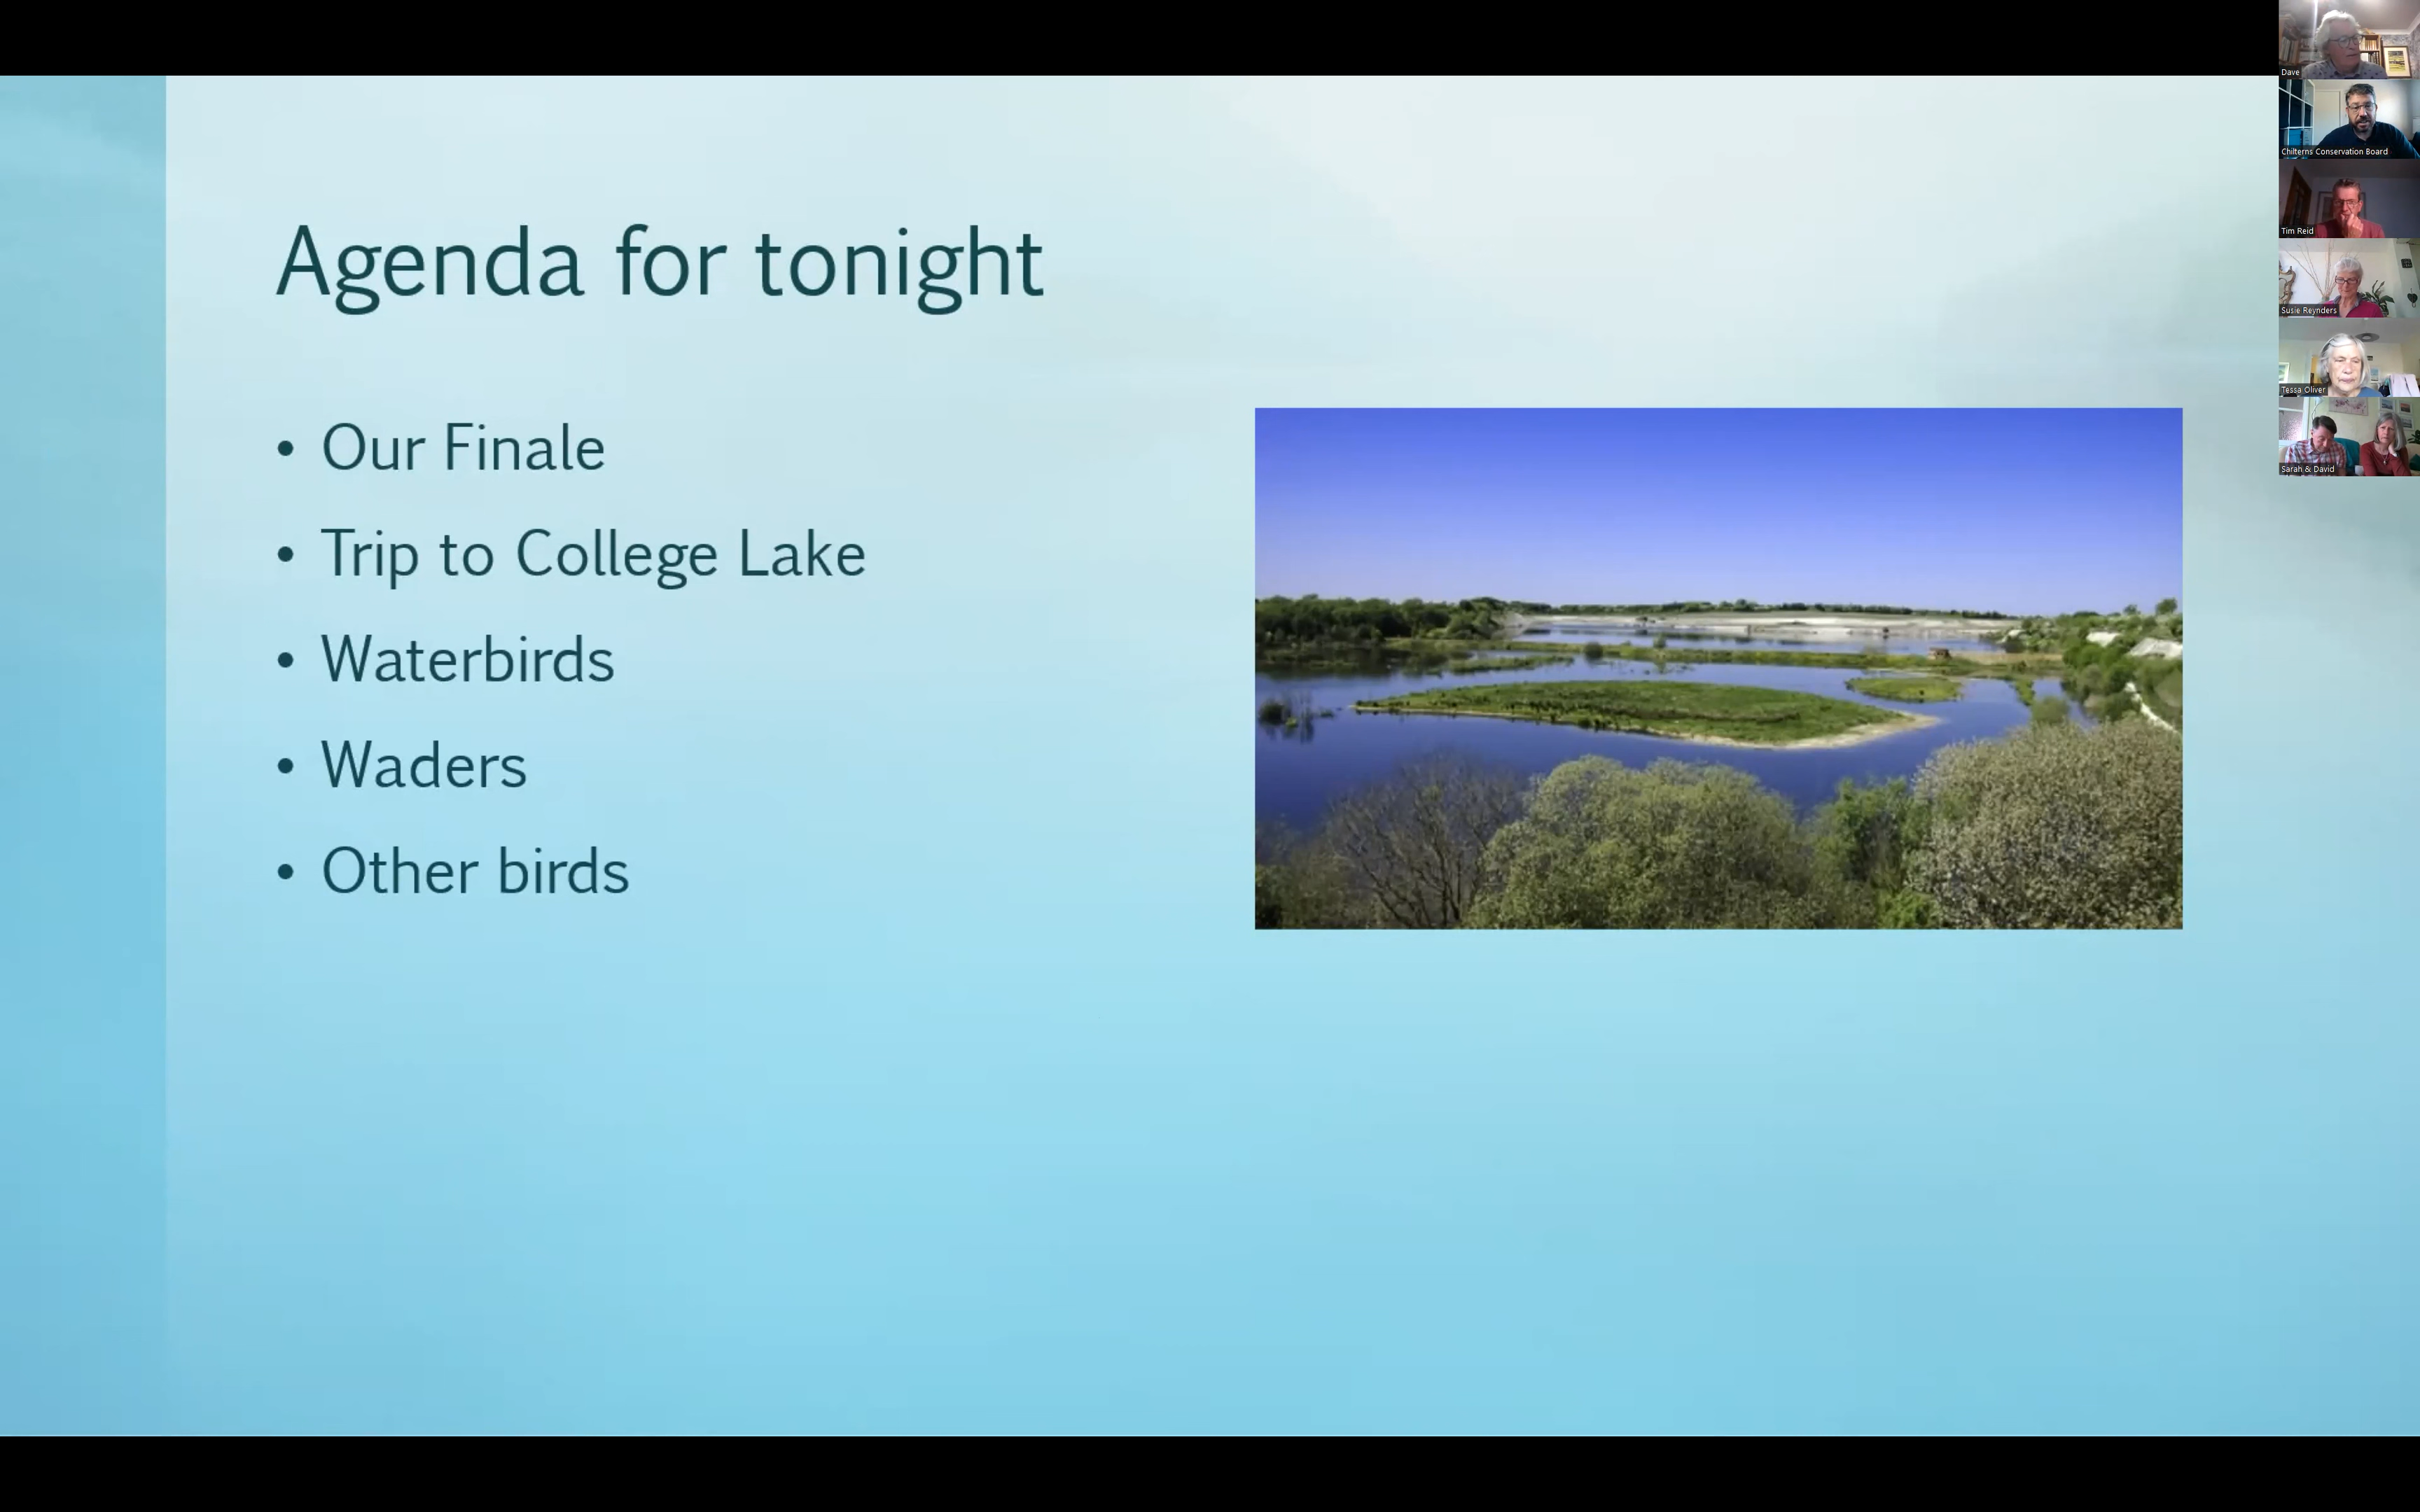 Agenda for tonight
• Our Finale
• Trip to College Lake
• Waterbirds
• Waders
• Other birds
Dave
Chilterns Conservation Board
Tim Reid
Susie Reynders
Tessa Oliver
Sarah & David